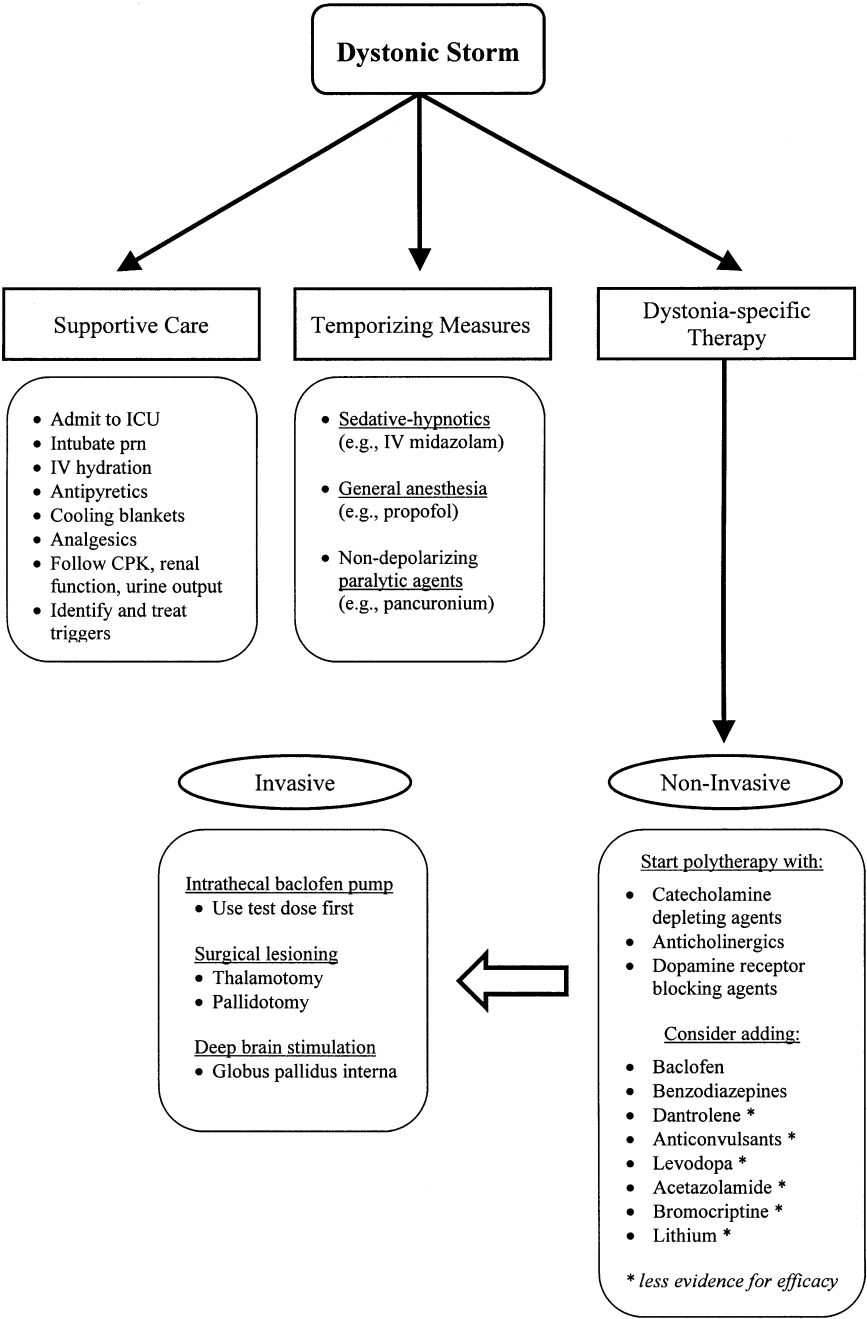 Dystonic Storm
Supportive Care
• Admit to ICU
• Intubate prn
• IV hydration
• Antipyretics
• Cooling blankets
• Analgesics
• Follow CPK, renal
function, urine output
• Identify and treat
triggers
Temporizing Measures
• Sedative-hypnotics
(e.g., IV midazolam)
• General anesthesia
(e.g., propofol)
• Non-depolarizing
paralytic agents
(e.g., pancuronium)
Dystonia-specific
Therapy
Non-Invasive
Start polytherapy with:
• Catecholamine
depleting agents
• Anticholinergics
• Dopamine receptor
blocking agents
Consider adding:
• Baclofen
• Benzodiazepines
• Dantrolene *
• Anticonvulsants *
• Levodopa *
• Acetazolamide *
• Bromocriptine *
• Lithium *
* less evidence for efficacy
Invasive
Intrathecal baclofen pump
• Use test dose first
Surgical lesioning
• Thalamotomy
• Pallidotomy
Deep brain stimulation
• Globus pallidus interna